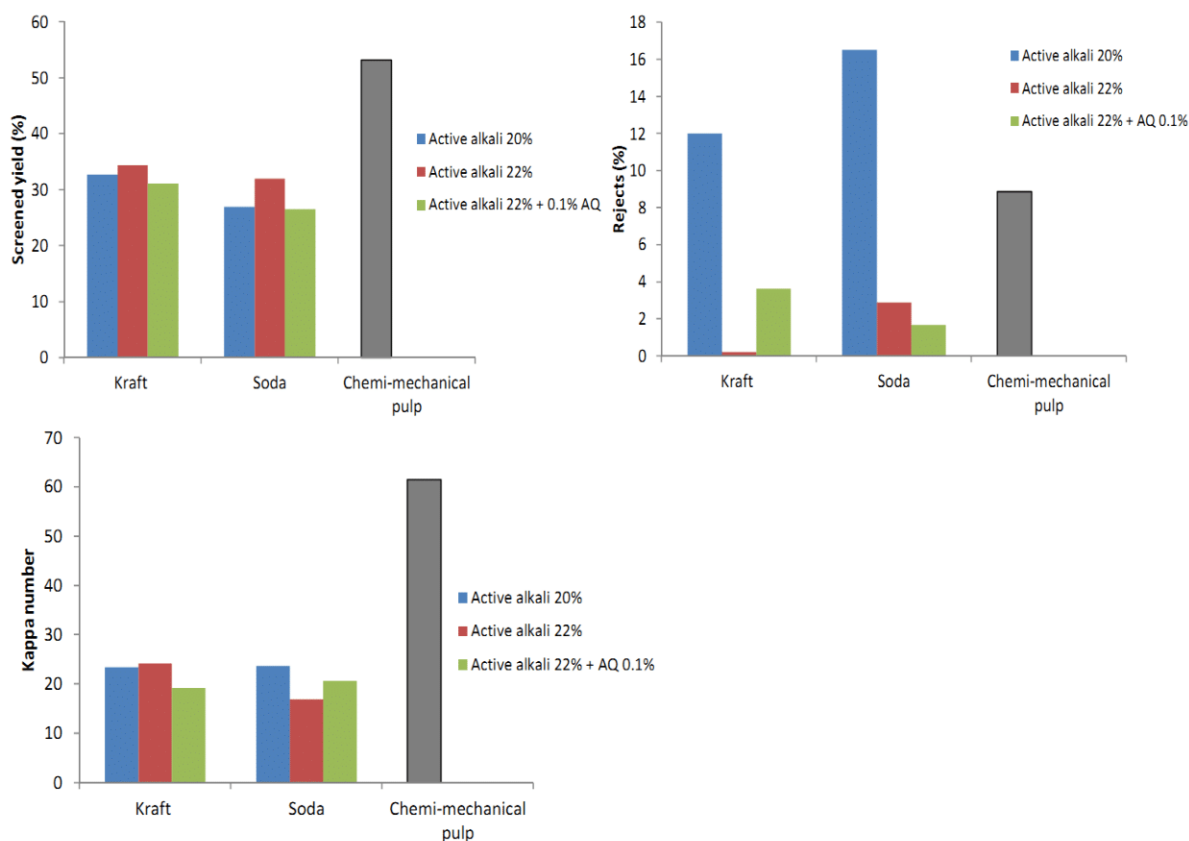 Screened yield (%)
60
50
40
30
20
10
0
Kraft
Soda
Chemi-mechanical
pulp
Active alkali 20%
Active alkali 22%
Active alkali 22% + 0.1% AQ
Rejects (%)
18
16
14
12
10
8
6
4
2
0
Kraft
Soda
Chemi-mechanical
pulp
Active alkali 20%
Active alkali 22%
Active alkali 22% + AQ 0.1%
Kappa number
70
60
50
40
30
20
10
0
Kraft
Soda
Chemi-mechanical
pulp
Active alkali 20%
Active alkali 22%
Active alkali 22% + AQ 0.1%